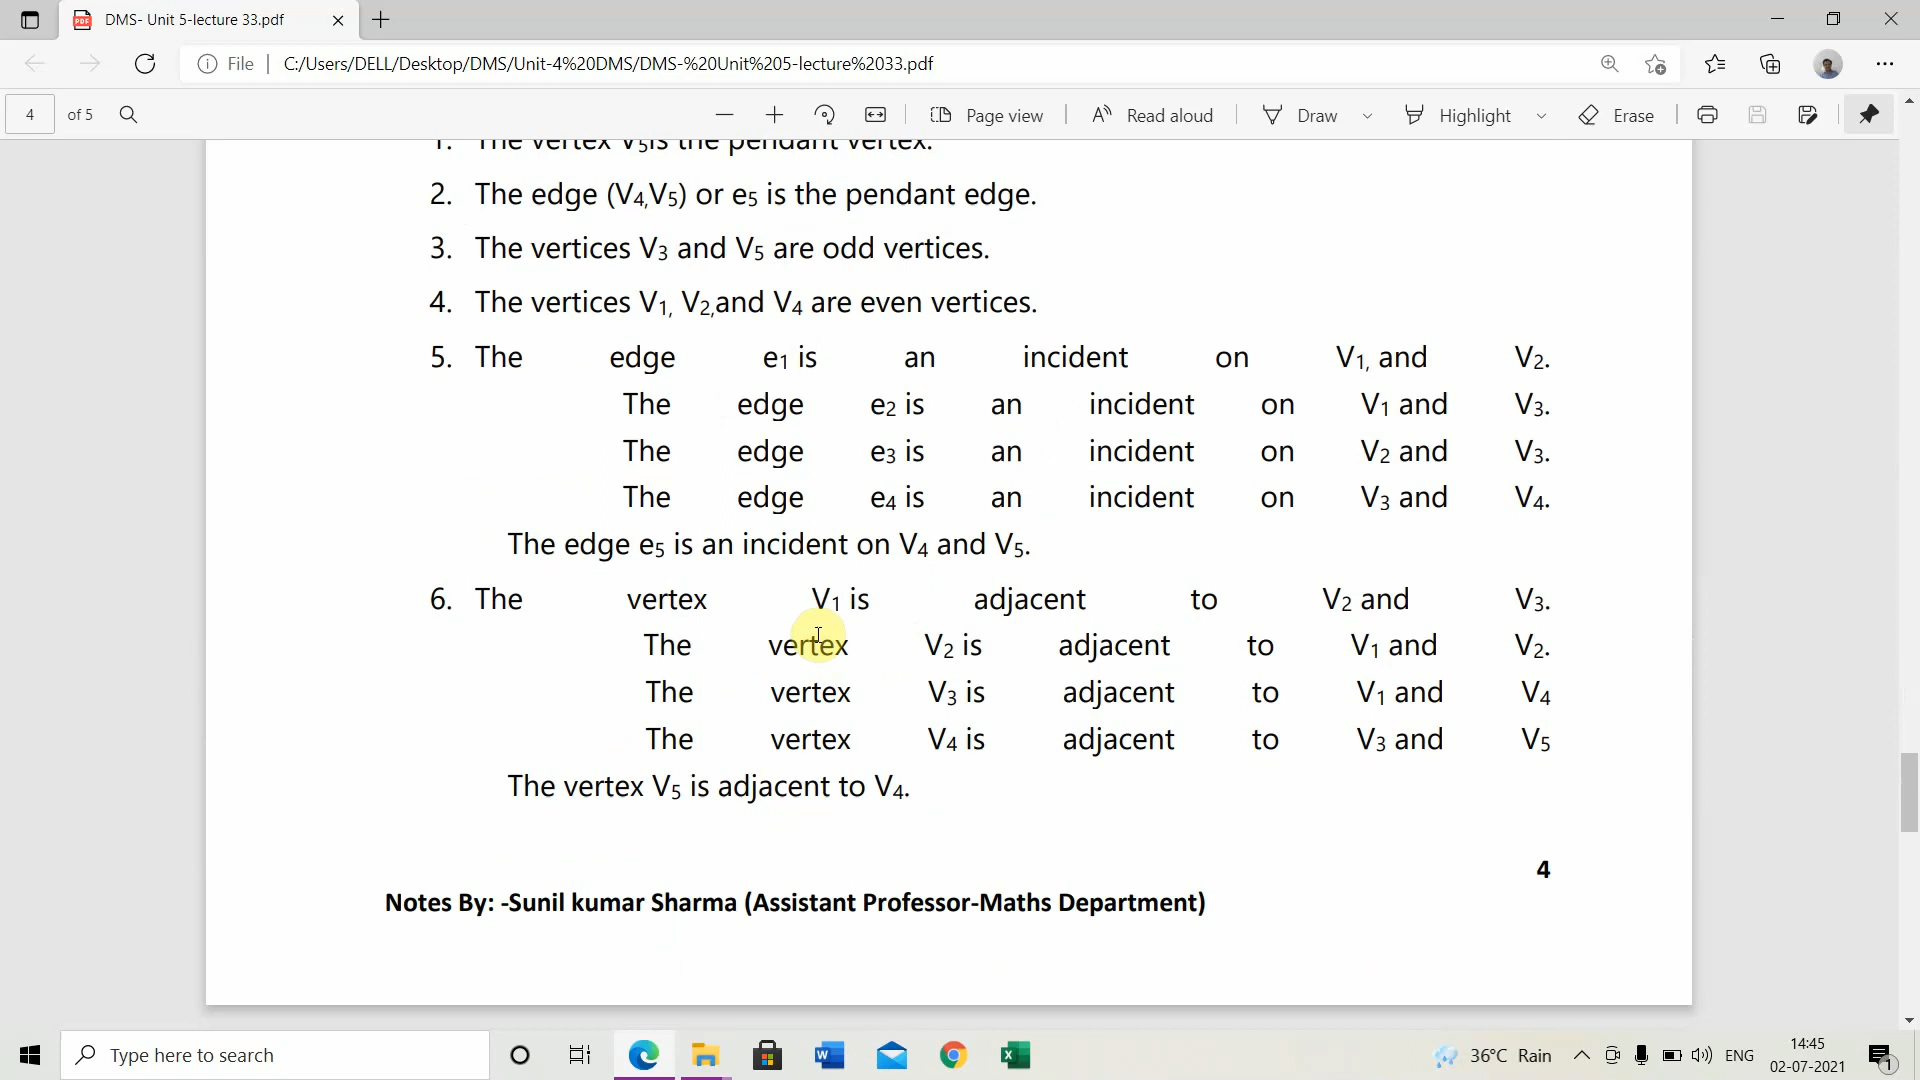 DMS- Unit 5-lecture 33.pdf
File
C:/Users/DELL/Desktop/DMS/Unit-4%20DMS/DMS-%20Unit%205-lecture%2033.pdf
4 of 5
Page view
Read aloud
Draw
Highlight
Erase
1. The vertex V5is the pendant vertex.
2. The edge (V4,V5) or e5 is the pendant edge.
3. The vertices V3 and V5 are odd vertices.
4. The vertices V1, V2,and V4 are even vertices.
5. The edge e1 is an incident on V1, and V2.
The edge e2 is an incident on V1 and V3.
The edge e3 is an incident on V2 and V3.
The edge e4 is an incident on V3 and V4.
The edge e5 is an incident on V4 and V5.
6. The vertex V1 is adjacent to V2 and V3.
The vertex V2 is adjacent to V1 and V2.
The vertex V3 is adjacent to V1 and V4
The vertex V4 is adjacent to V3 and V5
The vertex V5 is adjacent to V4.
4
Notes By: -Sunil kumar Sharma (Assistant Professor-Maths Department)
Type here to search
36°C Rain
ENG
14:45
02-07-2021
1